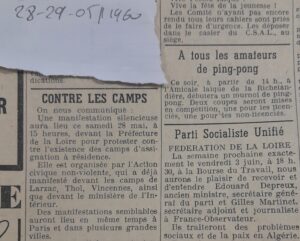 28-29-05/1960
Vive la fête de la jeunesse !
Les Comité n'ayant pas encore
rendu tous leurs cahiers sont priés
de le faire d'urgence. Les déposer
dans le casier du C.S.A.L., au
siège.
A tous les amateurs
de ping-pong
Ce soir, à partir de 14 h., à
l'Amicale laïque de la Richelan-
dière, débutera un tournoi de ping-
pong. Deux coups seront mises
en compétition, une pour les licen-
ciés, une pour les non-licenciés.
Parti Socialiste Unifié
FEDERATION DE LA LOIRE
La semaine prochaine exacte-
ment le vendredi 3 juin, à 18 h.
30, à la Bourse du Travail, nous
aurons le plaisir de recevoir et
d'entendre Edouard Depreux,
ancien ministre, secrétaire géné-
ral du parti et Gilles Martinet,
secrétaire adjoint et journaliste
à France-Observateur.
Ils traiteront des problèmes
sociaux et de la paix en Algérie.
dications.
CONTRE LES CAMPS
On nous communique :
Une manifestation silencieuse
aura lieu ce samedi 28 mai, à
15 heures, devant la Préfecture
de la Loire pour protester con-
tre l'existence des camps d'as-
signation à résidence.
Elle est organisée par l'Action
civique non-violente, qui a déjà
manifesté devant les camps de
Larzac, Thol, Vincennes, ainsi
que devant le ministère de l'In-
térieur.
Des manifestations semblables
auront lieu en même temps à
Paris et dans plusieurs grandes
villes.